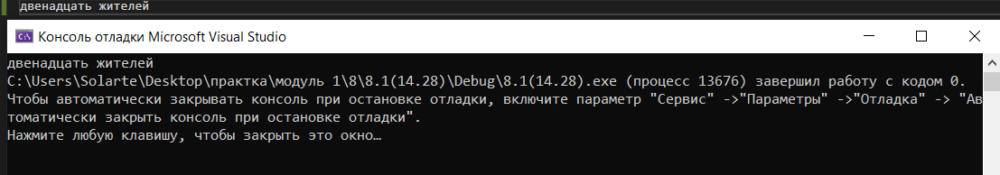 двенадцать жителей
Консоль отладки Microsoft Visual Studio
двенадцать жителей
C:\Users\Solarte\Desktop\практка\модуль 1\8\8.1(14.28)\Debug\8.1(14.28).exe (процесс 13676) завершил работу с кодом 0.
Чтобы автоматически закрывать консоль при остановке отладки, включите параметр "Сервис" ->"Параметры" ->"Отладка" -> "Ав
томатически закрыть консоль при остановке отладки".
Нажмите любую клавишу, чтобы закрыть это окно…